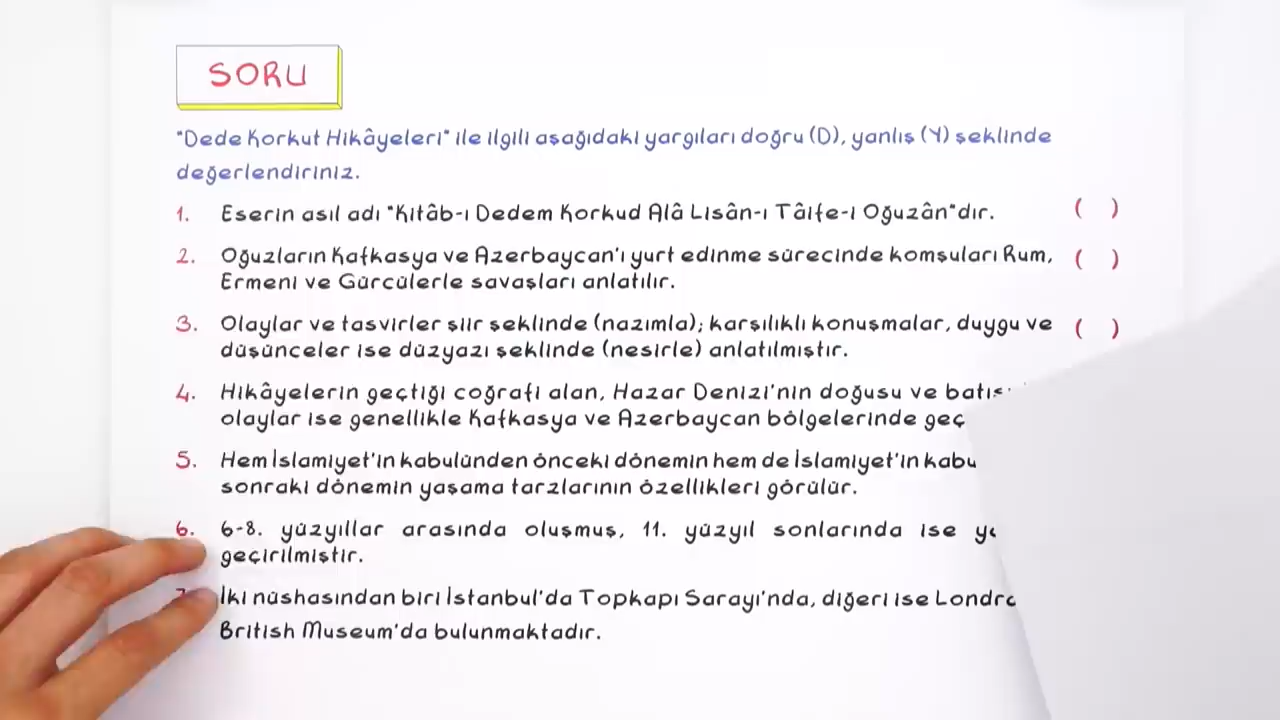 SORU
"Dede Korkut Hikâyeleri" ile ilgili aşağıdaki yargıları doğru (D), yanlış (Y) şeklinde
değerlendiriniz.
1. Eserin asıl adı "Kitâb-ı Dedem Korkud Alâ Lisân-ı Tâife-i Oğuzân"dır. ( )
2. Oğuzların Kafkasya ve Azerbaycan'ı yurt edinme sürecinde komşuları Rum, ( )
Ermeni ve Gürcülerle savaşları anlatılır.
3. Olaylar ve tasvirler şiir şeklinde (nazımla); karşılıklı konuşmalar, duygu ve ( )
düşünceler ise düzyazı şeklinde (nesirle) anlatılmıştır.
4. Hikâyelerin geçtiği coğrafi alan, Hazar Denizi'nin doğusu ve
olaylar ise genellikle Kafkasya ve Azerbaycan bölgelerinde geç
5. Hem İslamiyet'in kabulünden önceki dönemin hem de İslamiyet'in kabu
sonraki dönemin yaşama tarzlarının özellikleri görülür.
6. 6-8. yüzyıllar arasında oluşmuş, 11. yüzyıl sonlarında ise
geçirilmiştir.
İki nüshasından biri İstanbul'da Topkapı Sarayı'nda, diğeri ise Londra
British Museum'da bulunmaktadır.